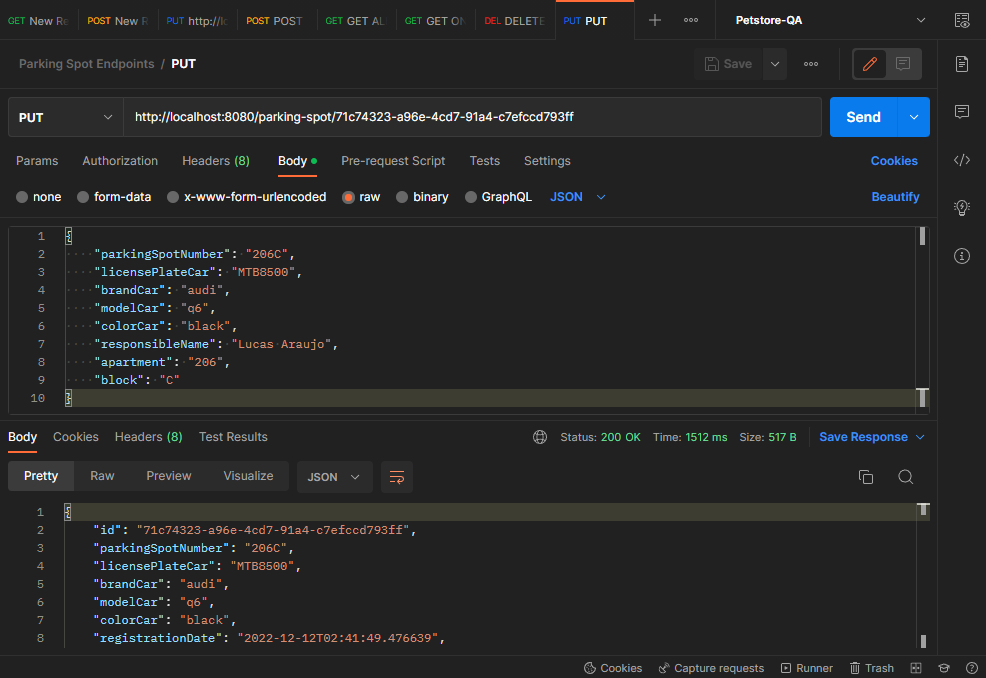 GET New Re POST New R PUT http://lo POST POST GET GET AL GET GET ON DEL DELETE PUT PUT Petstore-QA
Parking Spot Endpoints / PUT Save
PUT http://localhost:8080/parking-spot/71c74323-a96e-4cd7-91a4-c7efccd793ff Send
Params Authorization Headers (8) Body Pre-request Script Tests Settings Cookies
none form-data x-www-form-urlencoded raw binary GraphQL JSON Beautify
1 {
2 "parkingSpotNumber": "206C",
3 "licensePlateCar": "MTB8500",
4 "brandCar": "audi",
5 "modelCar": "q6",
6 "colorCar": "black",
7 "responsibleName": "Lucas Araujo",
8 "apartment": "206",
9 "block": "C"
10 }
Body Cookies Headers (8) Test Results Status: 200 OK Time: 1512 ms Size: 517 B Save Response
Pretty Raw Preview Visualize JSON
1 {
2 "id": "71c74323-a96e-4cd7-91a4-c7efccd793ff",
3 "parkingSpotNumber": "206C",
4 "licensePlateCar": "MTB8500",
5 "brandCar": "audi",
6 "modelCar": "q6",
7 "colorCar": "black",
8 "registrationDate": "2022-12-12T02:41:49.476639",
Cookies Capture requests Runner Trash